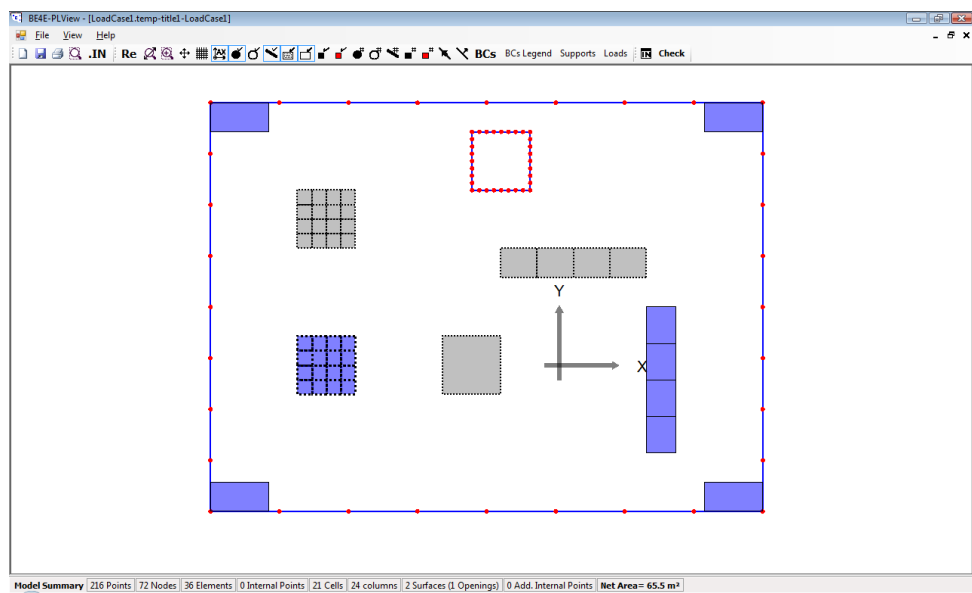 BE4E-PLView - [LoadCase1.temp-title1-LoadCase1]
File View Help
.IN Re AX BCs BCs Legend Supports Loads IN Check
Y
X
Model Summary 216 Points 72 Nodes 36 Elements 0 Internal Points 21 Cells 24 columns 2 Surfaces (1 Openings) 0 Add. Internal Points Net Area= 65.5 m²